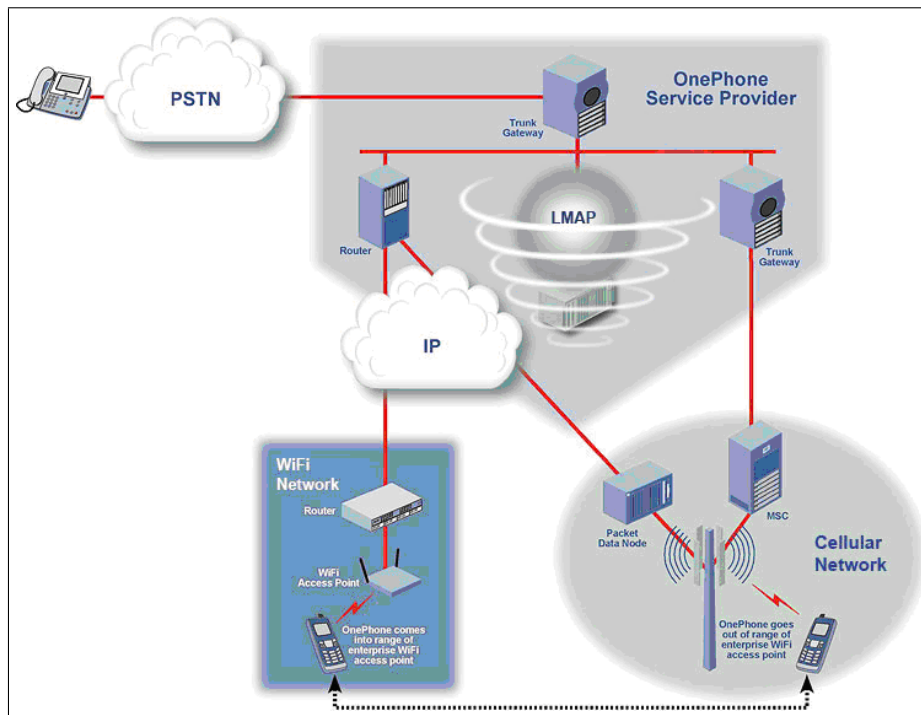 PSTN
OnePhone
Service Provider
Trunk
Gateway
LMAP
Router
Trunk
Gateway
IP
WiFi
Network
Router
WiFi
Access Point
OnePhone comes
into range of
enterprise WiFi
access point
Packet
Data Node
MSC
Cellular
Network
OnePhone goes
out of range of
enterprise WiFi
access point